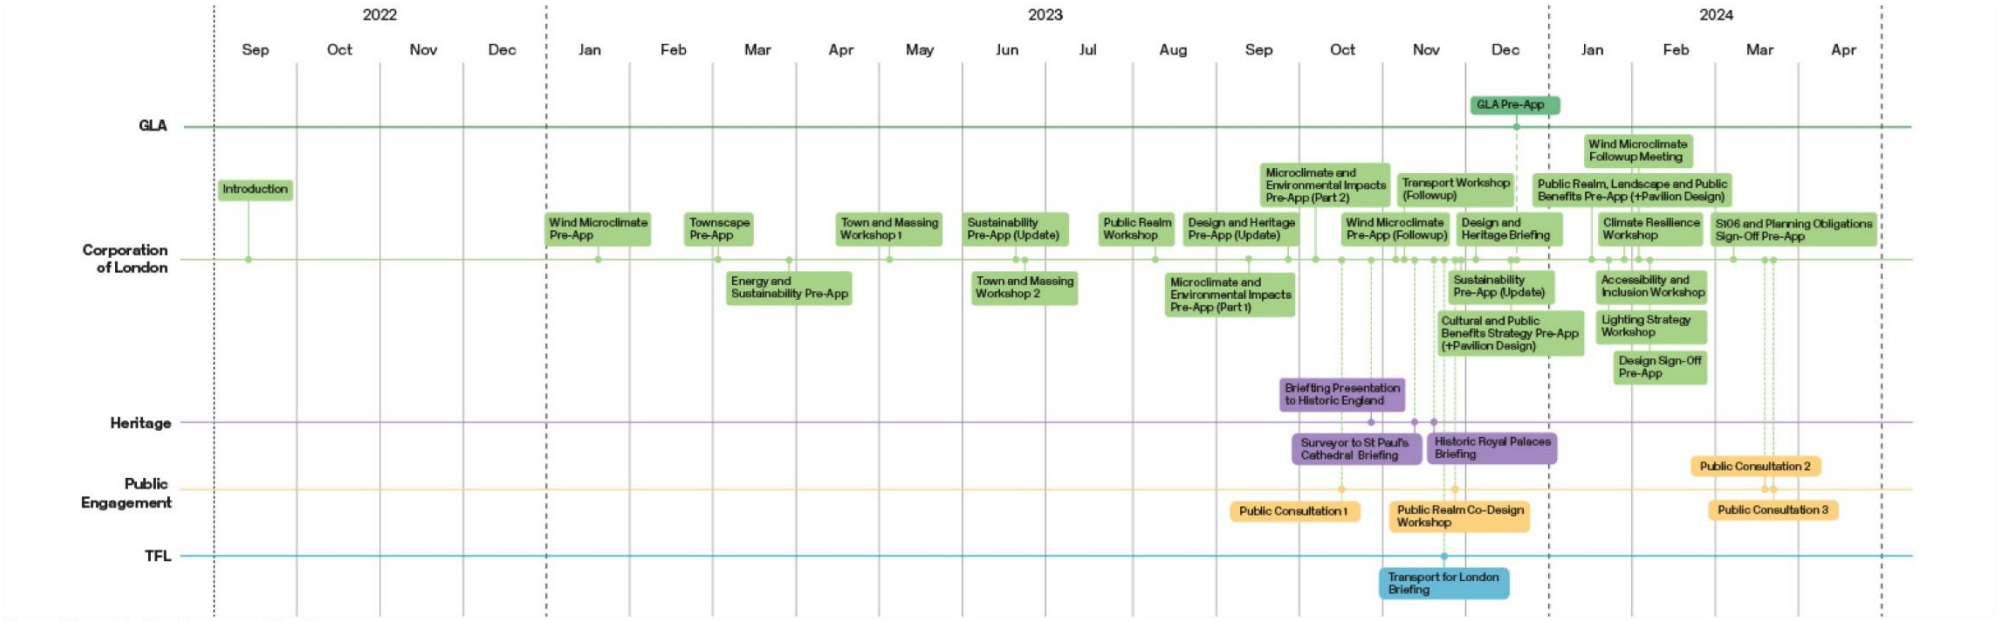 2022
2023
2024
Sep
Oct
Nov
Dec
Jan
Feb
Mar
Apr
May
Jun
Jul
Aug
Sep
Oct
Nov
Dec
Jan
Feb
Mar
Apr
GLA
GLA Pre-App
Corporation
of London
Introduction
Wind Microclimate
Pre-App
Townscape
Pre-App
Energy and
Sustainability Pre-App
Town and Massing
Workshop 1
Sustainability
Pre-App (Update)
Town and Massing
Workshop 2
Public Realm
Workshop
Design and Heritage
Pre-App (Update)
Microclimate and
Environmental Impacts
Pre-App (Part 1)
Microclimate and
Environmental Impacts
Pre-App (Part 2)
Wind Microclimate
Pre-App (Followup)
Transport Workshop
(Followup)
Design and
Heritage Briefing
Sustainability
Pre-App (Update)
Cultural and Public
Benefits Strategy Pre-App
(+Pavilion Design)
Wind Microclimate
Followup Meeting
Public Realm, Landscape and Public
Benefits Pre-App (+Pavilion Design)
Climate Resilience
Workshop
S106 and Planning Obligations
Sign-Off Pre-App
Accessibility and
Inclusion Workshop
Lighting Strategy
Workshop
Design Sign-Off
Pre-App
Heritage
Briefting Presentation
to Historic England
Surveyor to St Paul's
Cathedral Briefing
Historic Royal Palaces
Briefing
Public
Engagement
Public Consultation 1
Public Realm Co-Design
Workshop
Public Consultation 2
Public Consultation 3
TFL
Transport for London
Briefing